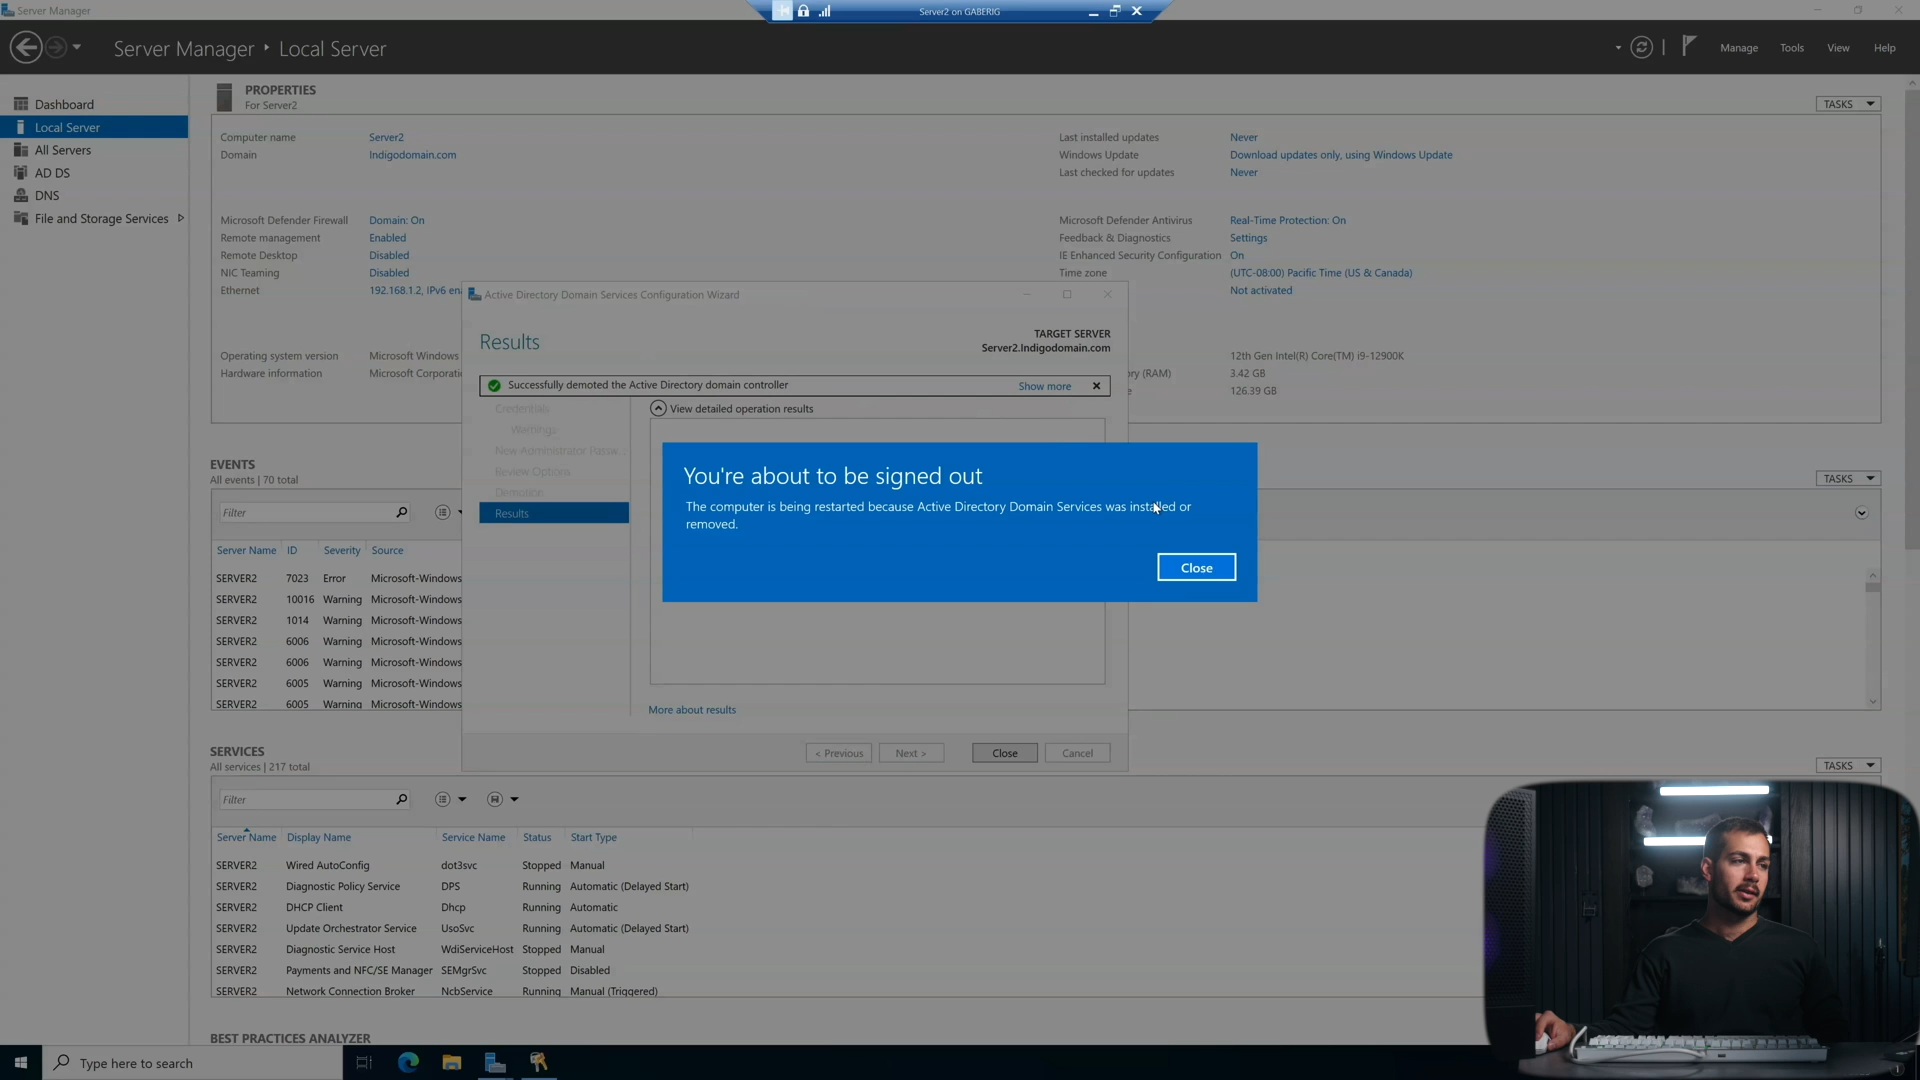 Server Manager
Server2 on GABERIG
Server Manager ‣ Local Server
Manage Tools View Help
Dashboard
Local Server
All Servers
AD DS
DNS
File and Storage Services
PROPERTIES
For Server2
TASKS
Computer name Server2
Domain Indigodomain.com
Last installed updates Never
Windows Update Download updates only, using Windows Update
Last checked for updates Never
Microsoft Defender Firewall Domain: On
Remote management Enabled
Remote Desktop Disabled
NIC Teaming Disabled
Ethernet 192.168.1.2, IPv6 en
Microsoft Defender Antivirus Real-Time Protection: On
Feedback & Diagnostics Settings
IE Enhanced Security Configuration On
Time zone (UTC-08:00) Pacific Time (US & Canada)
Not activated
Operating system version Microsoft Windows
Hardware information Microsoft Corporati
12th Gen Intel(R) Core(TM) i9-12900K
ry (RAM) 3.42 GB
e 126.39 GB
Active Directory Domain Services Configuration Wizard
Results
TARGET SERVER
Server2.Indigodomain.com
Successfully demoted the Active Directory domain controller Show more
Credentials
Warnings
New Administrator Passw...
Review Options
Demotion
Results
View detailed operation results
More about results
< Previous Next > Close Cancel
You're about to be signed out
The computer is being restarted because Active Directory Domain Services was installed or
removed.
Close
EVENTS
All events | 70 total
TASKS
Filter
Server Name ID Severity Source
SERVER2 7023 Error Microsoft-Windows
SERVER2 10016 Warning Microsoft-Windows
SERVER2 1014 Warning Microsoft-Windows
SERVER2 6006 Warning Microsoft-Windows
SERVER2 6006 Warning Microsoft-Windows
SERVER2 6005 Warning Microsoft-Windows
SERVER2 6005 Warning Microsoft-Windows
SERVICES
All services | 217 total
TASKS
Filter
Server Name Display Name Service Name Status Start Type
SERVER2 Wired AutoConfig dot3svc Stopped Manual
SERVER2 Diagnostic Policy Service DPS Running Automatic (Delayed Start)
SERVER2 DHCP Client Dhcp Running Automatic
SERVER2 Update Orchestrator Service UsoSvc Running Automatic (Delayed Start)
SERVER2 Diagnostic Service Host WdiServiceHost Stopped Manual
SERVER2 Payments and NFC/SE Manager SEMgrSvc Stopped Disabled
SERVER2 Network Connection Broker NcbService Running Manual (Triggered)
BEST PRACTICES ANALYZER
Type here to search